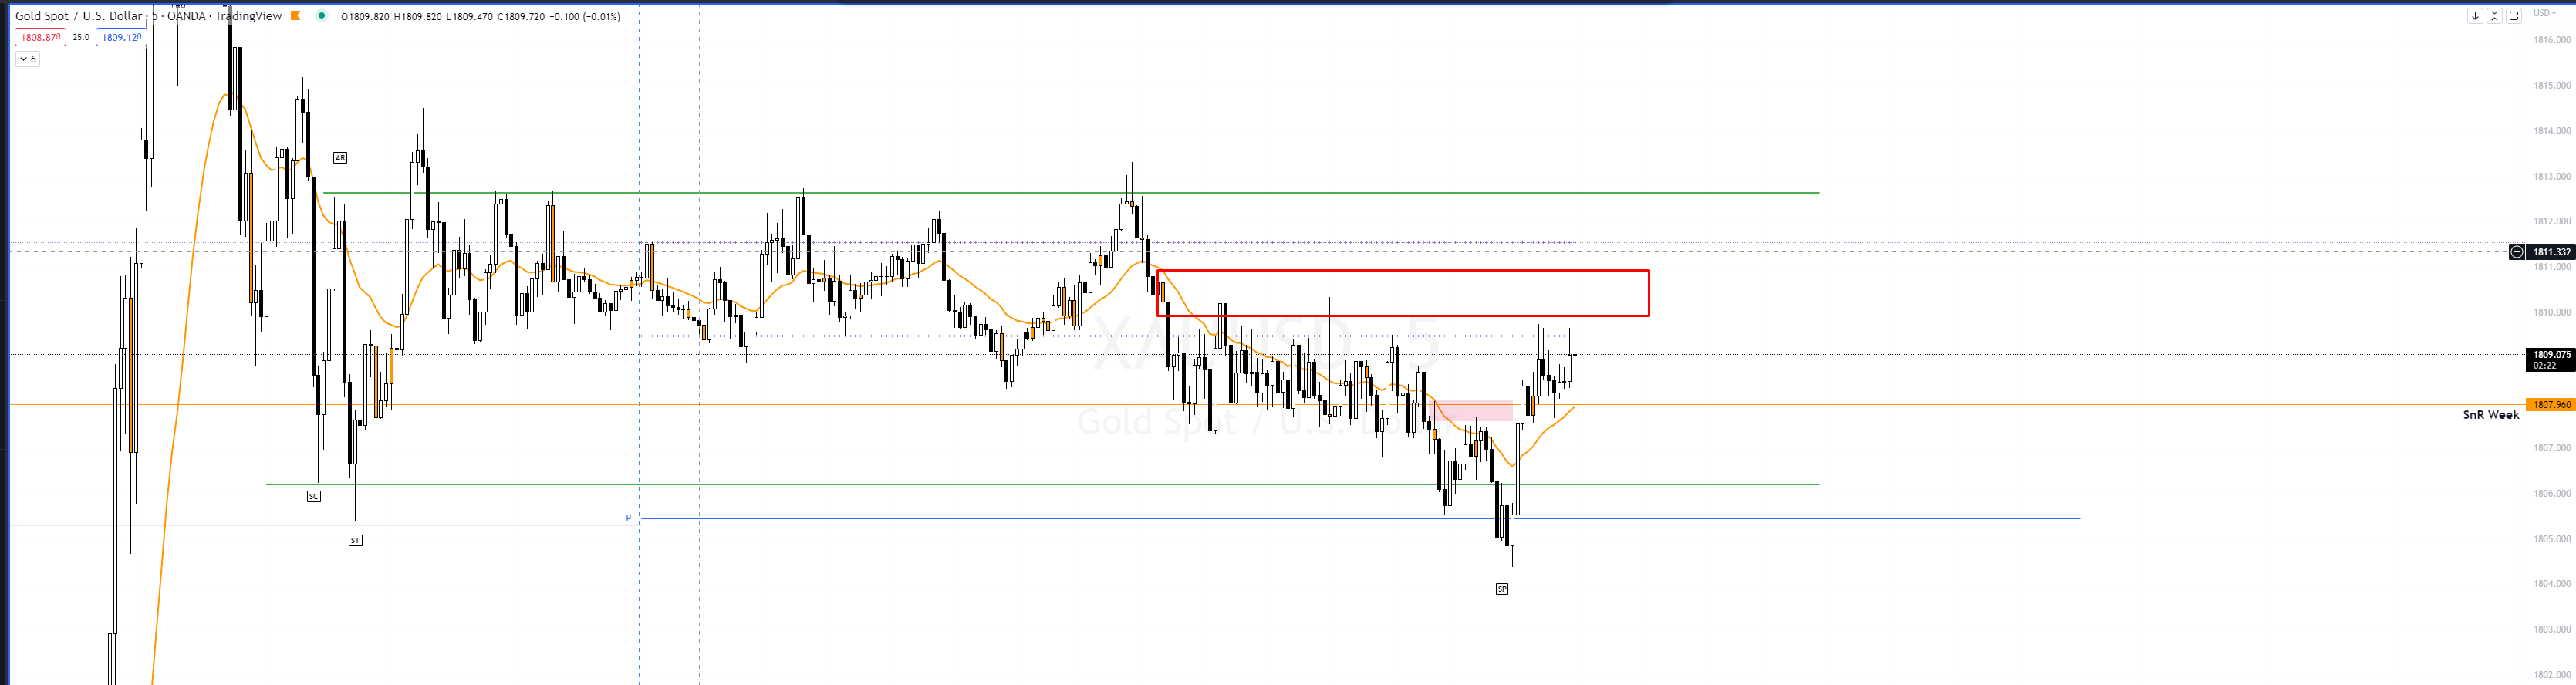 Gold Spot / U.S. Dollar · 5 · OANDA · TradingView O1809.820 H1809.820 L1809.470 C1809.720 −0.100 (−0.01%)
USD
1808.870 25.0 1809.120
6
1816.000
1815.000
1814.000
AR
1813.000
1812.000
1811.332
1811.000
1810.000
XAUUSD, 5
1809.075
02:22
1807.960
SnR Week
Gold Spot / U.S. Dollar
1807.000
SC
1806.000
P
ST
1805.000
SP
1804.000
1803.000
1802.000